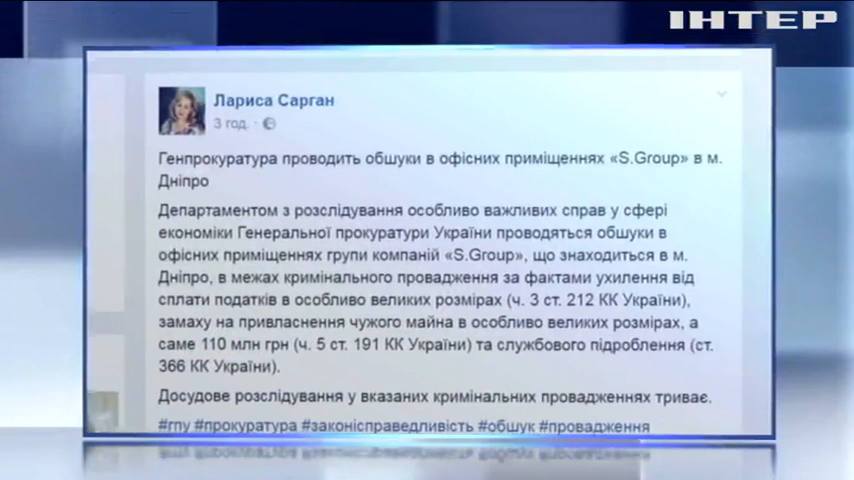 ІНТЕР
Лариса Сарган
3 год. ·
Генпрокуратура проводить обшуки в офісних приміщеннях «S.Group» в м.
Дніпро
Департаментом з розслідування особливо важливих справ у сфері
економіки Генеральної прокуратури України проводяться обшуки в
офісних приміщеннях групи компаній «S.Group», що знаходиться в м.
Дніпро, в межах кримінального провадження за фактами ухилення від
сплати податків в особливо великих розмірах (ч. 3 ст. 212 КК України),
замаху на привласнення чужого майна в особливо великих розмірах, а
саме 110 млн грн (ч. 5 ст. 191 КК України) та службового підроблення (ст.
366 КК України).
Досудове розслідування у вказаних кримінальних провадженнях триває.
#гпу #прокуратура #законісправедливість #обшук #провадження